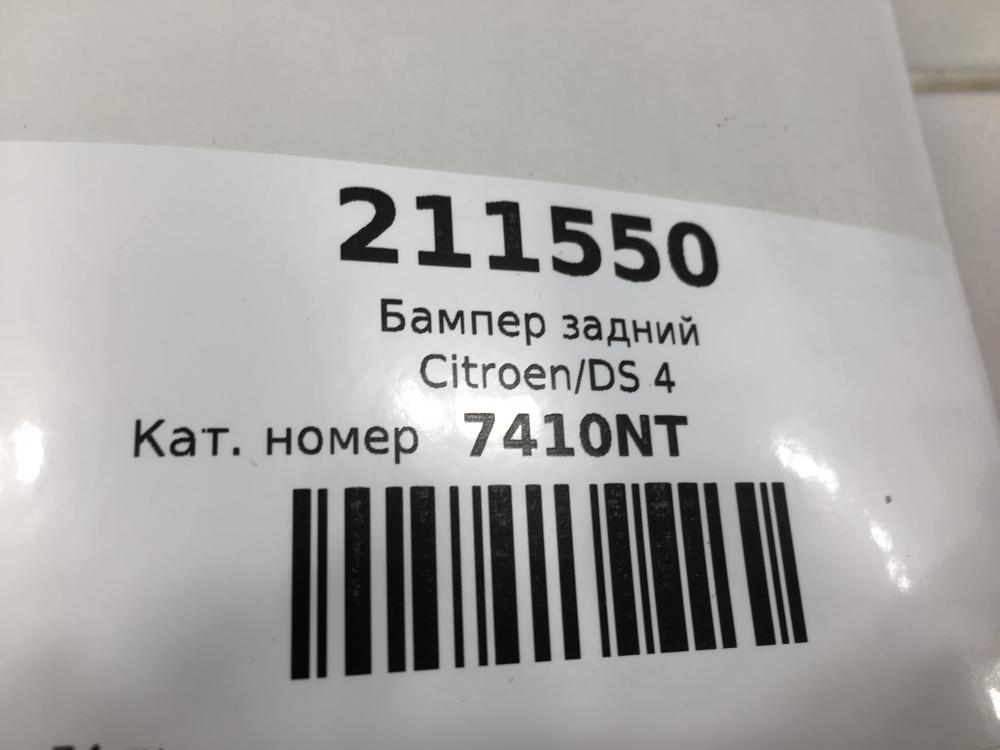 211550
Бампер задний
Citroen/DS 4
Кат. номер 7410NT